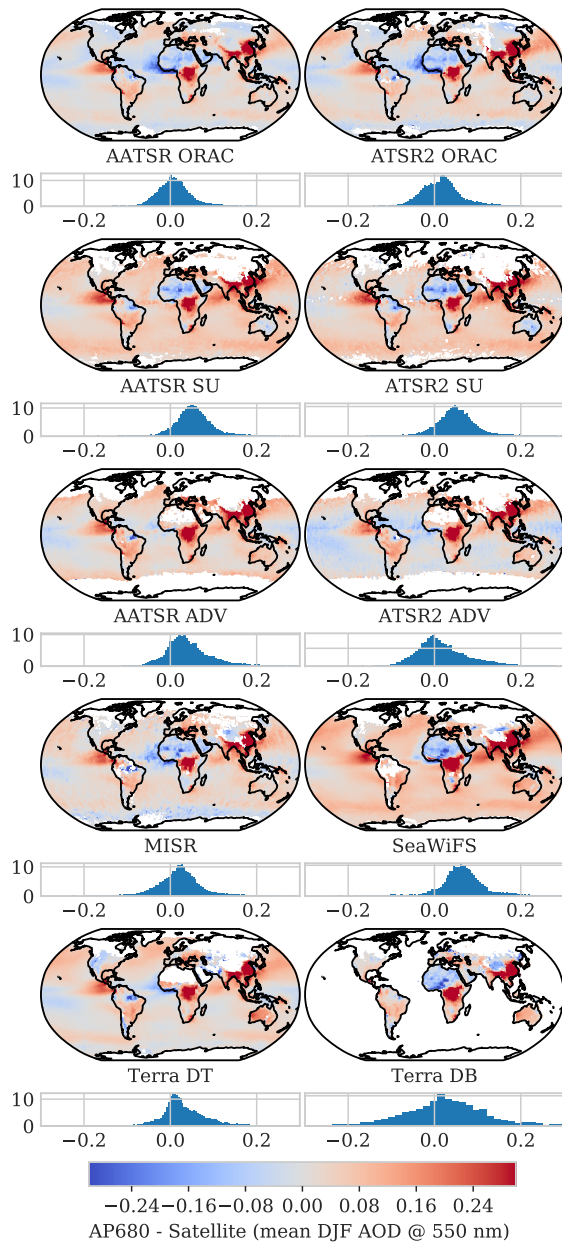 AATSR ORAC ATSR2 ORAC
10
0
−0.2 0.0 0.2 −0.2 0.0 0.2
AATSR SU ATSR2 SU
10
0
−0.2 0.0 0.2 −0.2 0.0 0.2
AATSR ADV ATSR2 ADV
10
0
−0.2 0.0 0.2 −0.2 0.0 0.2
MISR SeaWiFS
10
0
−0.2 0.0 0.2 −0.2 0.0 0.2
Terra DT Terra DB
10
0
−0.2 0.0 0.2 −0.2 0.0 0.2
−0.24 −0.16 −0.08 0.00 0.08 0.16 0.24
AP680 - Satellite (mean DJF AOD @ 550 nm)